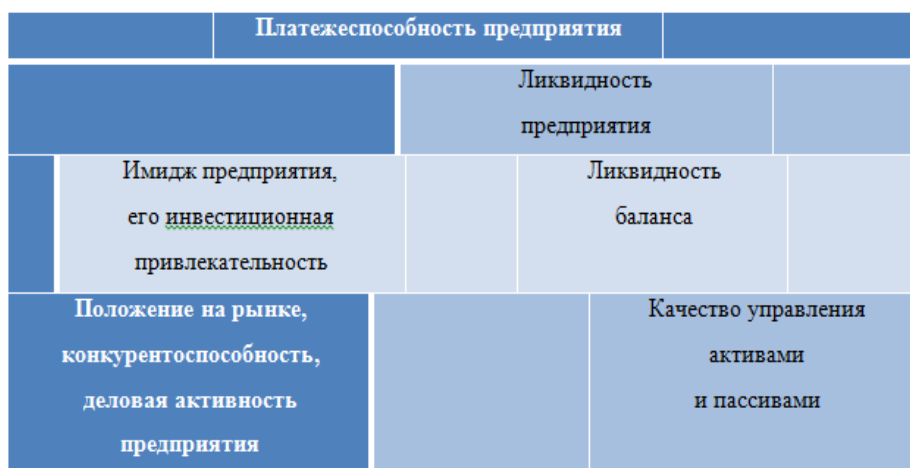 Платежеспособность предприятия
Ликвидность
предприятия
Имидж предприятия,
его инвестиционная
привлекательность
Ликвидность
баланса
Положение на рынке,
конкурентоспособность,
деловая активность
предприятия
Качество управления
активами
и пассивами